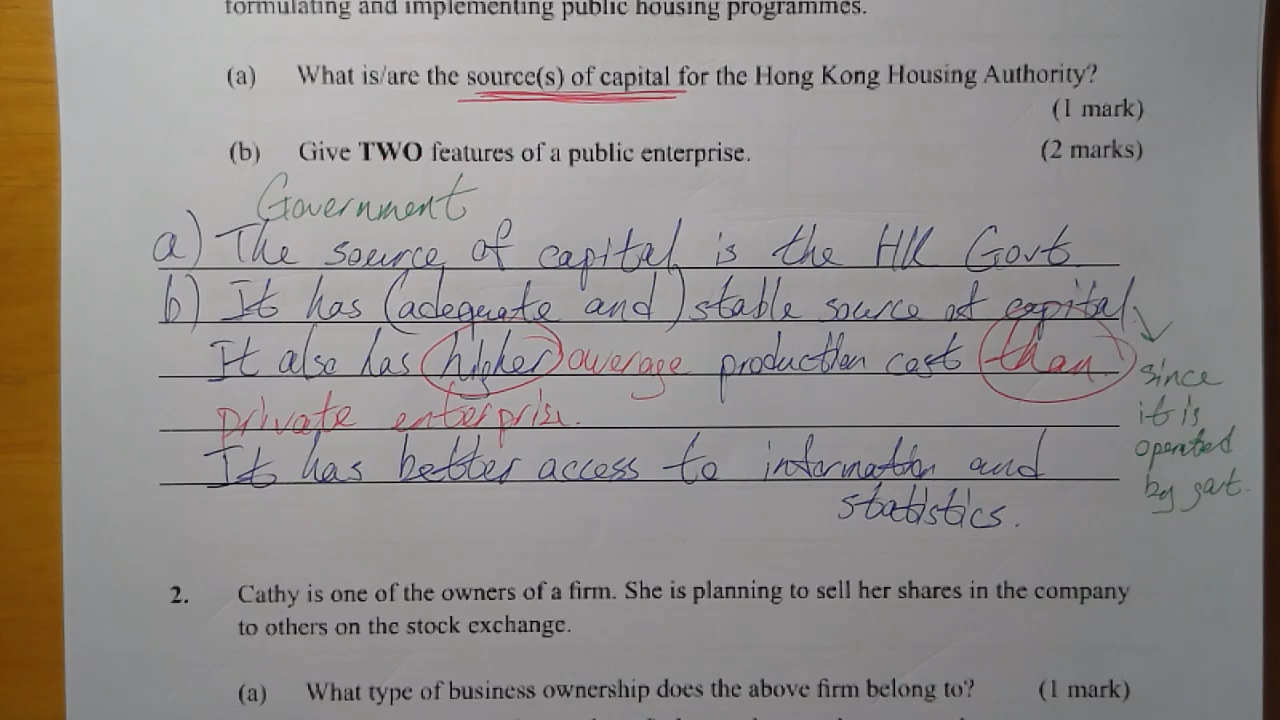 formulating and implementing public housing programmes.
(a) What is/are the source(s) of capital for the Hong Kong Housing Authority?
(1 mark)
(b) Give TWO features of a public enterprise. (2 marks)
Government
a) The source of capital is the HK Govt
b) It has (adequate and) stable source of capital.
It also has higher average production cost than
private enterprise.
since
it is
operated
by govt.
It has better access to information and
statistics.
2. Cathy is one of the owners of a firm. She is planning to sell her shares in the company
to others on the stock exchange.
(a) What type of business ownership does the above firm belong to? (1 mark)